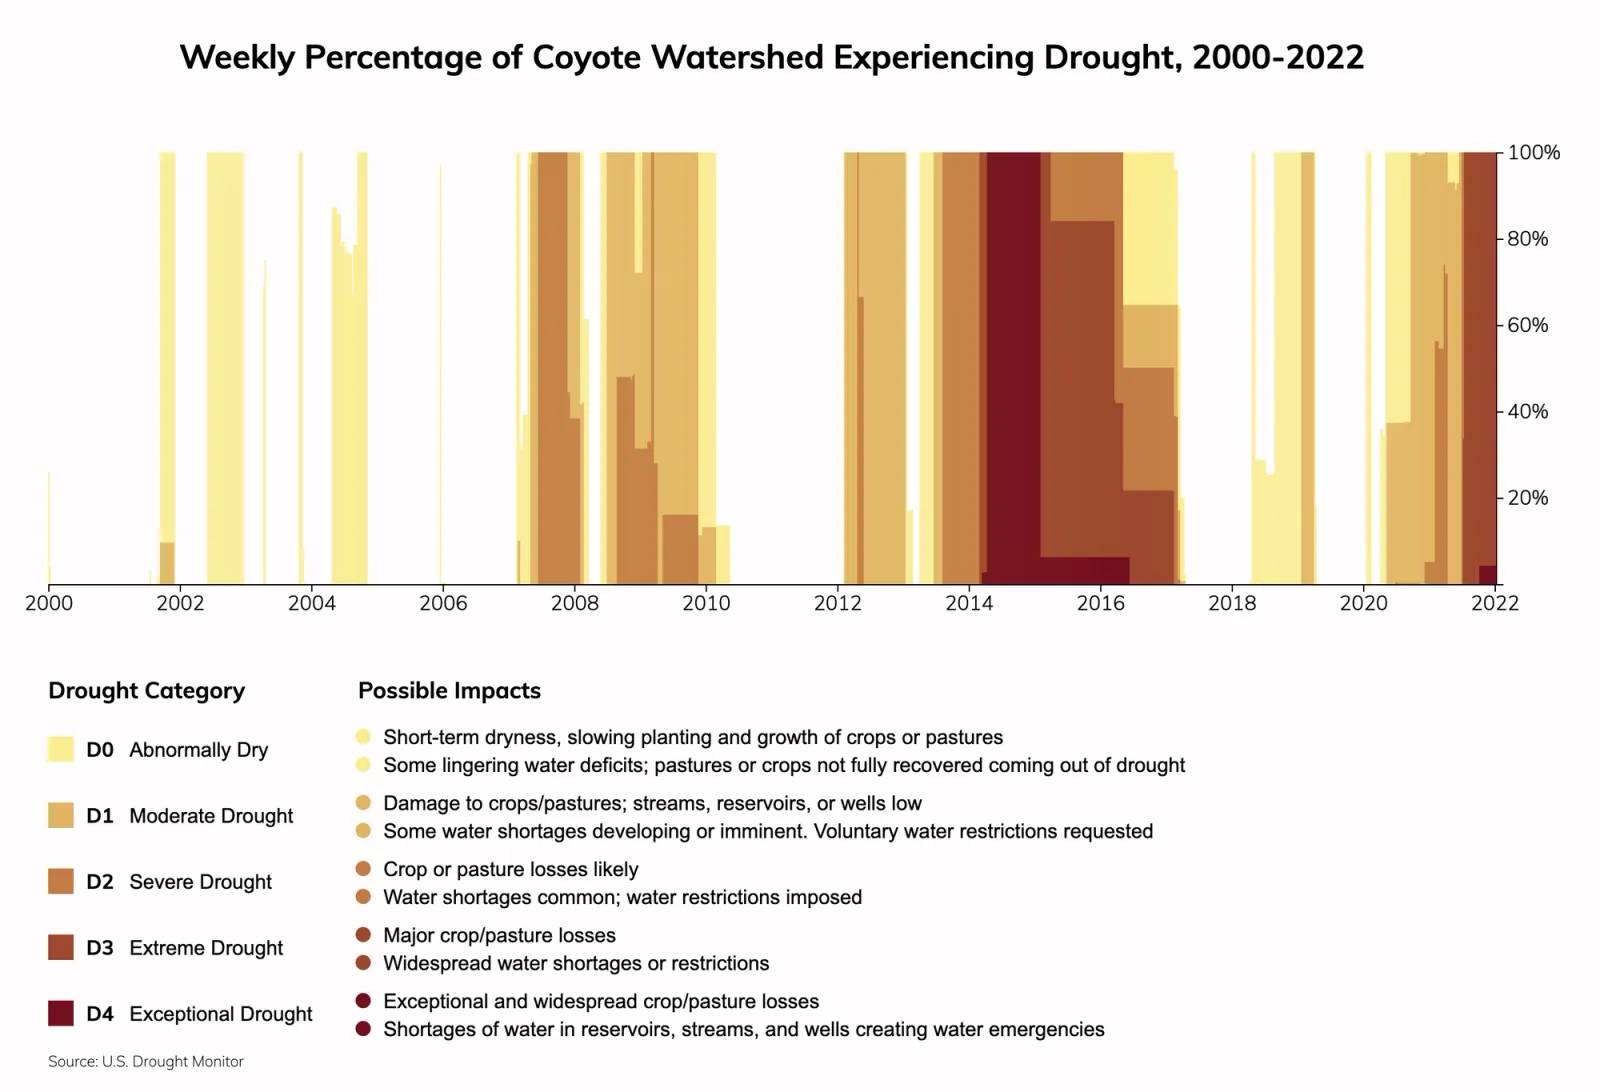 Weekly Percentage of Coyote Watershed Experiencing Drought, 2000-2022
100%
80%
60%
40%
20%
2000 2002 2004 2006 2008 2010 2012 2014 2016 2018 2020 2022
Drought Category
D0 Abnormally Dry
D1 Moderate Drought
D2 Severe Drought
D3 Extreme Drought
D4 Exceptional Drought
Possible Impacts
Short-term dryness, slowing planting and growth of crops or pastures
Some lingering water deficits; pastures or crops not fully recovered coming out of drought
Damage to crops/pastures; streams, reservoirs, or wells low
Some water shortages developing or imminent. Voluntary water restrictions requested
Crop or pasture losses likely
Water shortages common; water restrictions imposed
Major crop/pasture losses
Widespread water shortages or restrictions
Exceptional and widespread crop/pasture losses
Shortages of water in reservoirs, streams, and wells creating water emergencies
Source: U.S. Drought Monitor